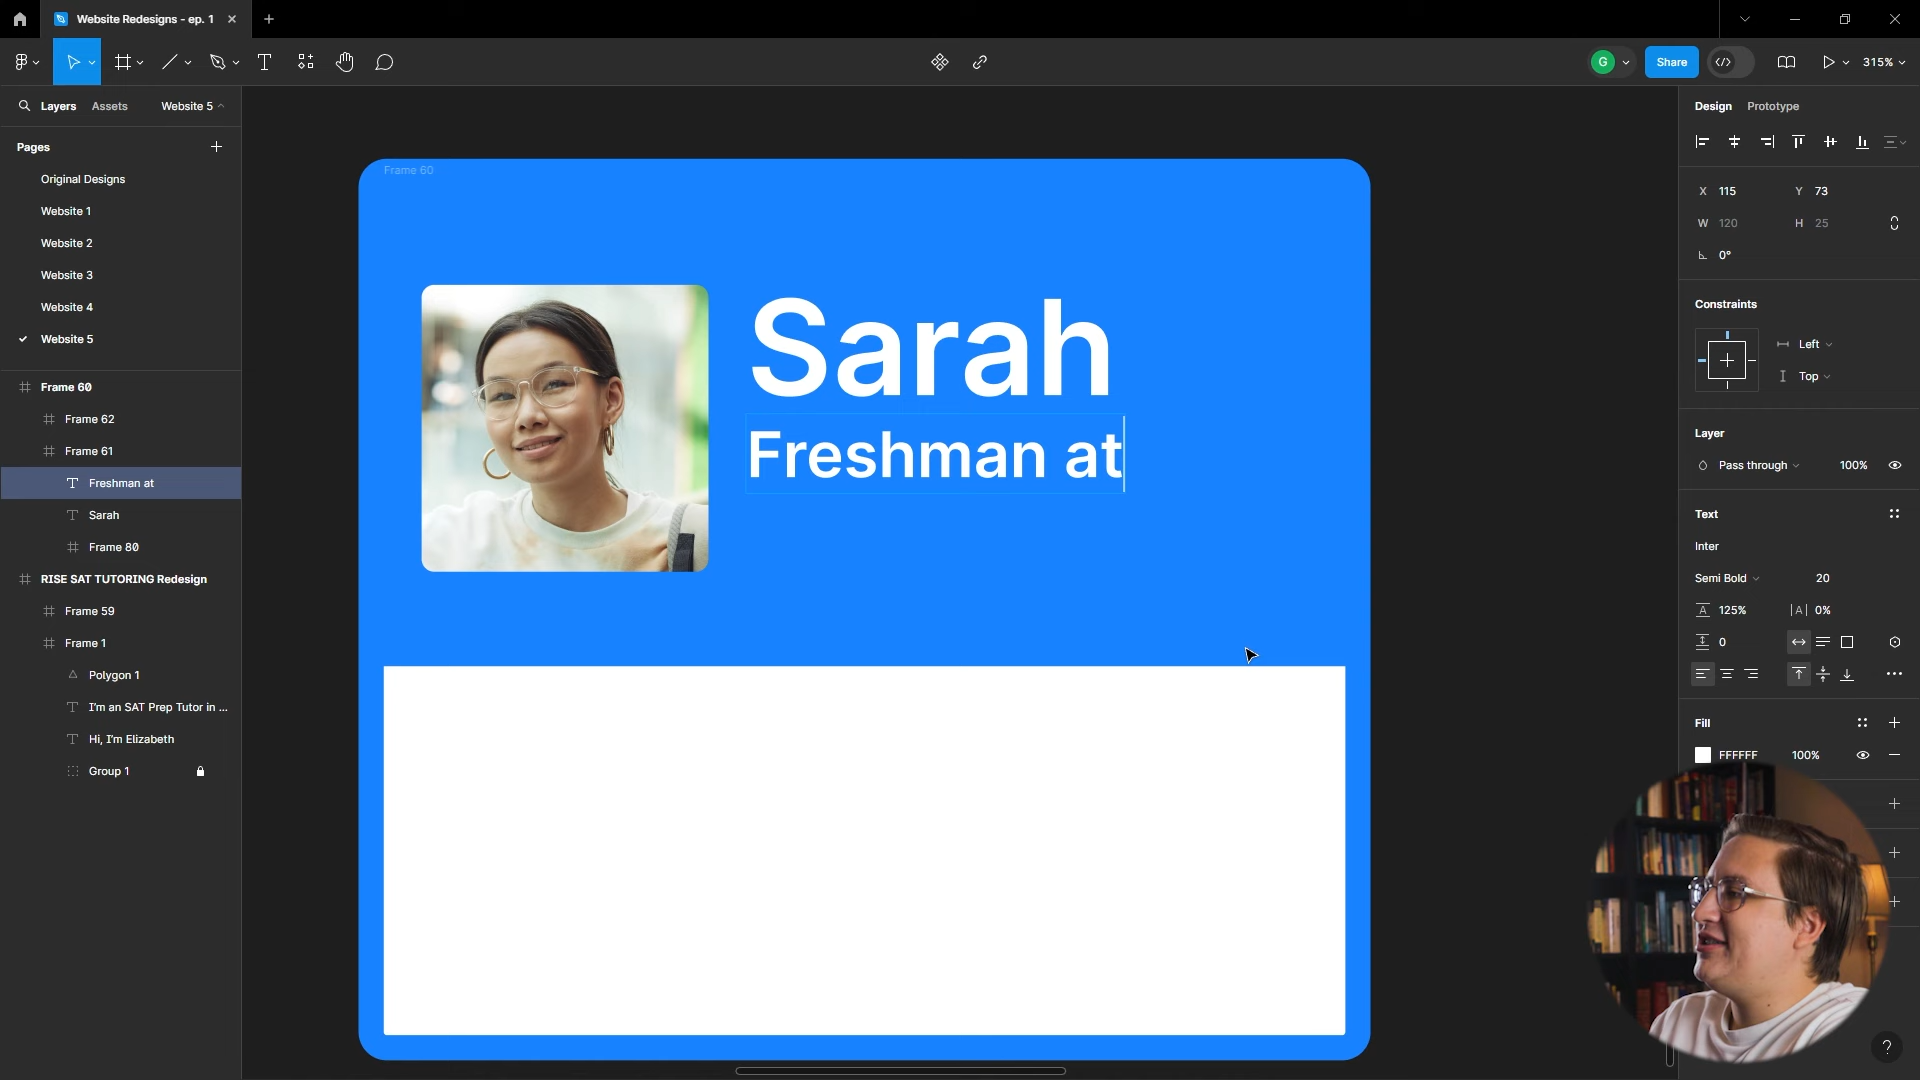 Website Redesigns - ep. 1
Share
315%
G
Layers
Assets
Website 5
Design
Prototype
Pages
Original Designs
Website 1
Website 2
Website 3
Website 4
Website 5
Frame 60
Frame 62
Frame 61
Freshman at
Sarah
Frame 80
RISE SAT TUTORING Redesign
Frame 59
Frame 1
Polygon 1
I'm an SAT Prep Tutor in ...
Hi, I'm Elizabeth
Group 1
Frame 60
Sarah
Freshman at
X 115
Y 73
W 120
H 25
0°
Constraints
Left
Top
Layer
Pass through
100%
Text
Inter
Semi Bold
20
A 125%
|A| 0%
0
Fill
FFFFFF
100%
?